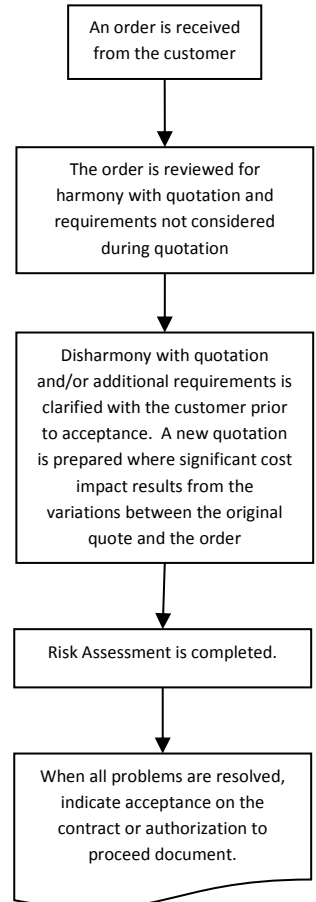 An order is received
from the customer
The order is reviewed for
harmony with quotation and
requirements not considered
during quotation
Disharmony with quotation
and/or additional requirements is
clarified with the customer prior
to acceptance.  A new quotation
is prepared where significant cost
impact results from the
variations between the original
quote and the order
Risk Assessment is completed.
When all problems are resolved,
indicate acceptance on the
contract or authorization to
proceed document.